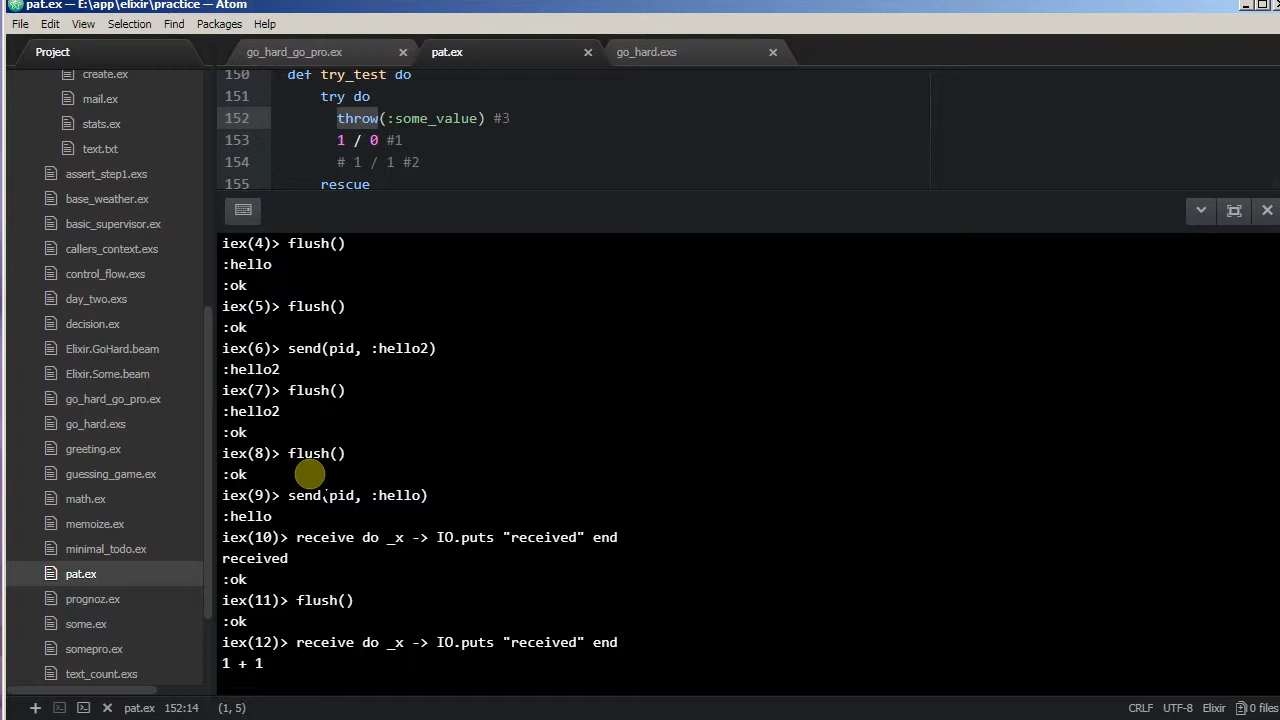 pat.ex — E:\app\elixir\practice — Atom
File Edit View Selection Find Packages Help
Project
go_hard_go_pro.ex pat.ex go_hard.exs
create.ex
mail.ex
stats.ex
text.txt
assert_step1.exs
base_weather.ex
basic_supervisor.ex
callers_context.exs
control_flow.exs
day_two.exs
decision.ex
Elixir.GoHard.beam
Elixir.Some.beam
go_hard_go_pro.ex
go_hard.exs
greeting.ex
guessing_game.ex
math.ex
memoize.ex
minimal_todo.ex
pat.ex
prognoz.ex
some.ex
somepro.ex
text_count.exs
150 def try_test do
151 try do
152 throw(:some_value) #3
153 1 / 0 #1
154 # 1 / 1 #2
155 rescue
iex(4)> flush()
:hello
:ok
iex(5)> flush()
:ok
iex(6)> send(pid, :hello2)
:hello2
iex(7)> flush()
:hello2
:ok
iex(8)> flush()
:ok
iex(9)> send(pid, :hello)
:hello
iex(10)> receive do _x -> IO.puts "received" end
received
:ok
iex(11)> flush()
:ok
iex(12)> receive do _x -> IO.puts "received" end
1 + 1
pat.ex 152:14 (1, 5) CRLF UTF-8 Elixir 0 files